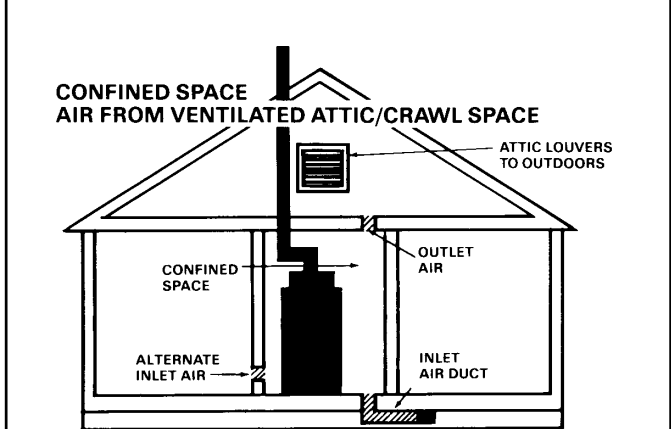 CONFINED SPACE
AIR FROM VENTILATED ATTIC/CRAWL SPACE
ATTIC LOUVERS
TO OUTDOORS
OUTLET
AIR
CONFINED
SPACE
ALTERNATE
INLET AIR
INLET
AIR DUCT